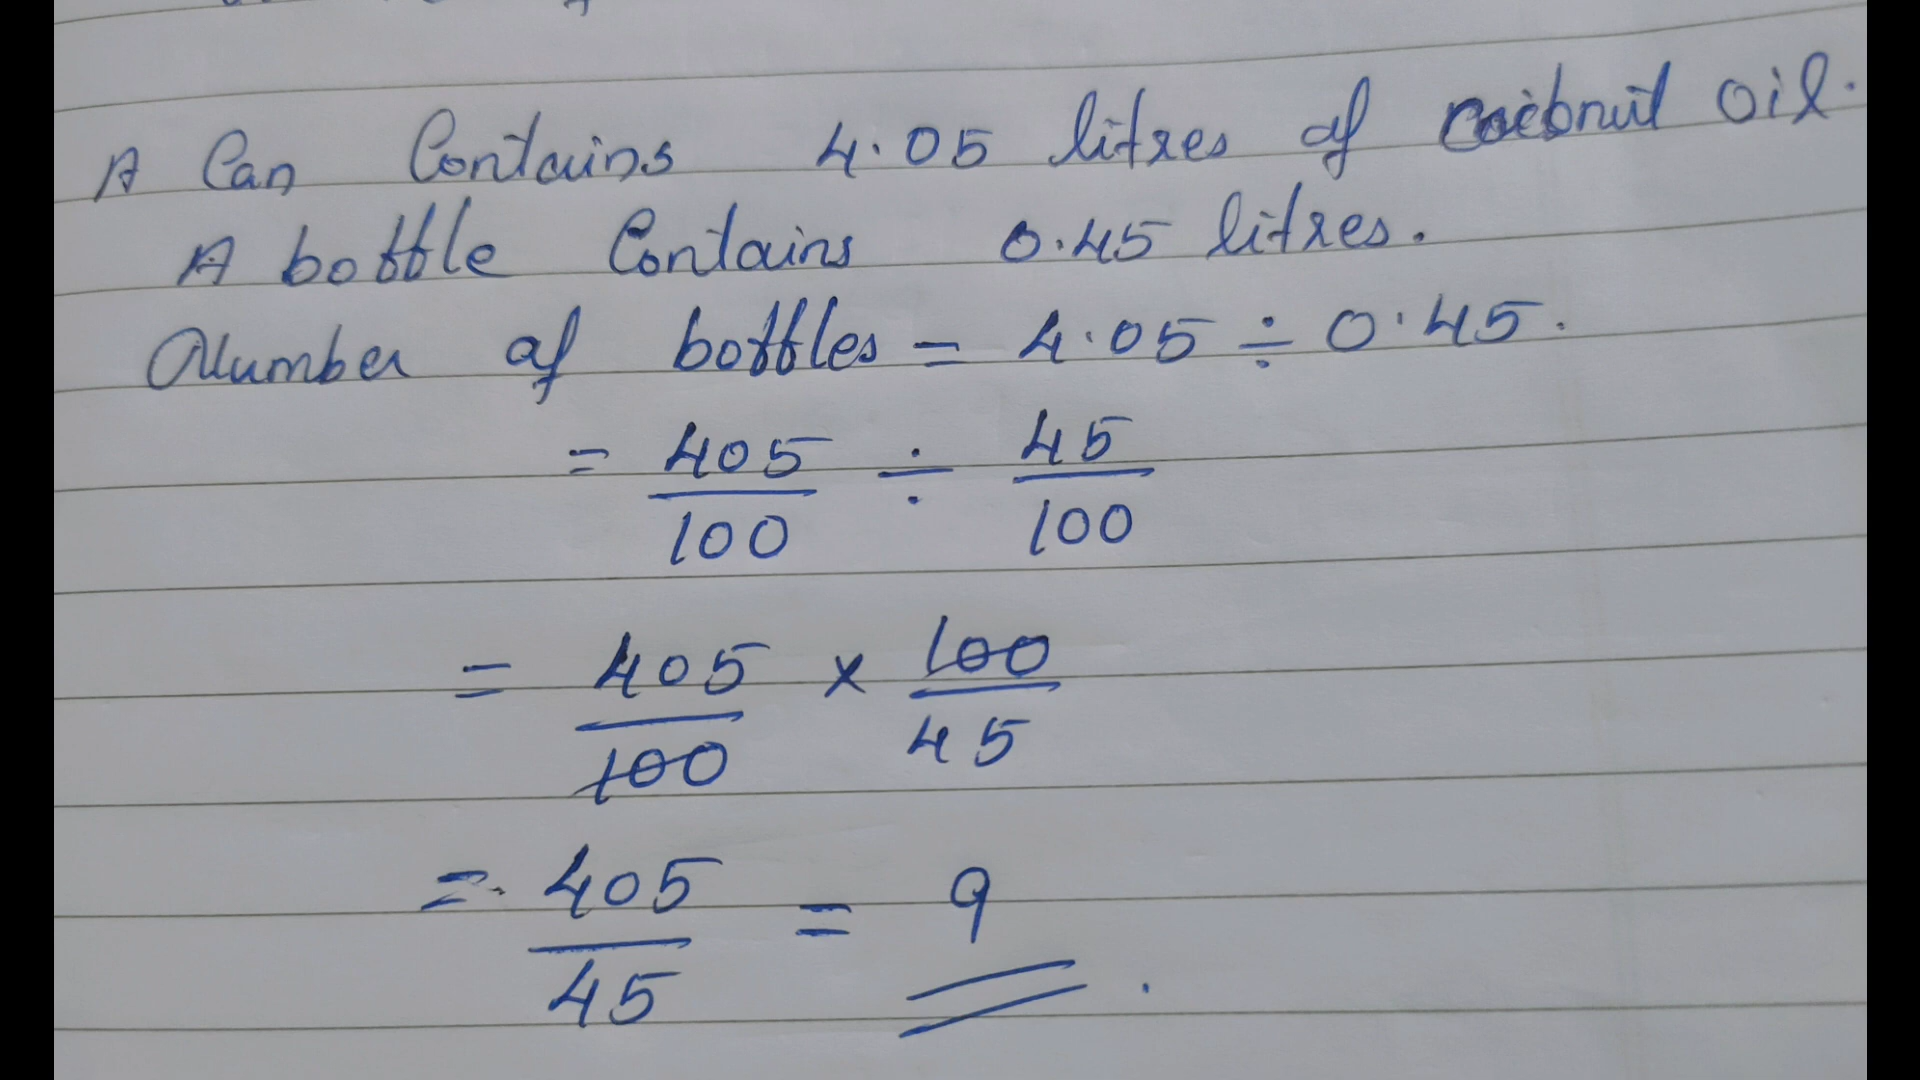 A Can Contains 4.05 litres of coconut oil.
A bottle Contains 0.45 litres.
Number of bottles = 4.05 ÷ 0.45.
= 405/100 ÷ 45/100
= 405/100 × 100/45
= 405/45 = 9